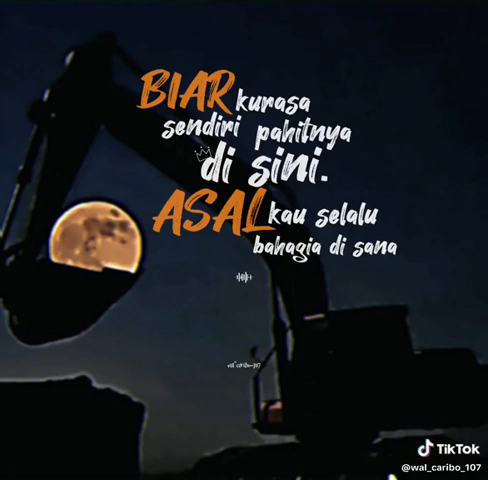 BIAR kurasa
sendiri pahitnya
di sini.
ASAL kau selalu
bahagia di sana
TikTok
@wal_caribo_107